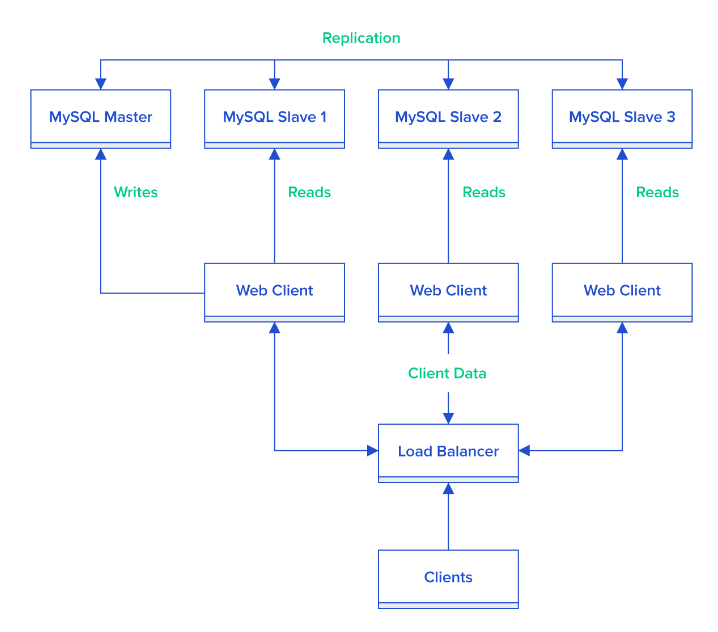 Replication
MySQL Master
MySQL Slave 1
MySQL Slave 2
MySQL Slave 3
Writes
Reads
Reads
Reads
Web Client
Web Client
Web Client
Client Data
Load Balancer
Clients